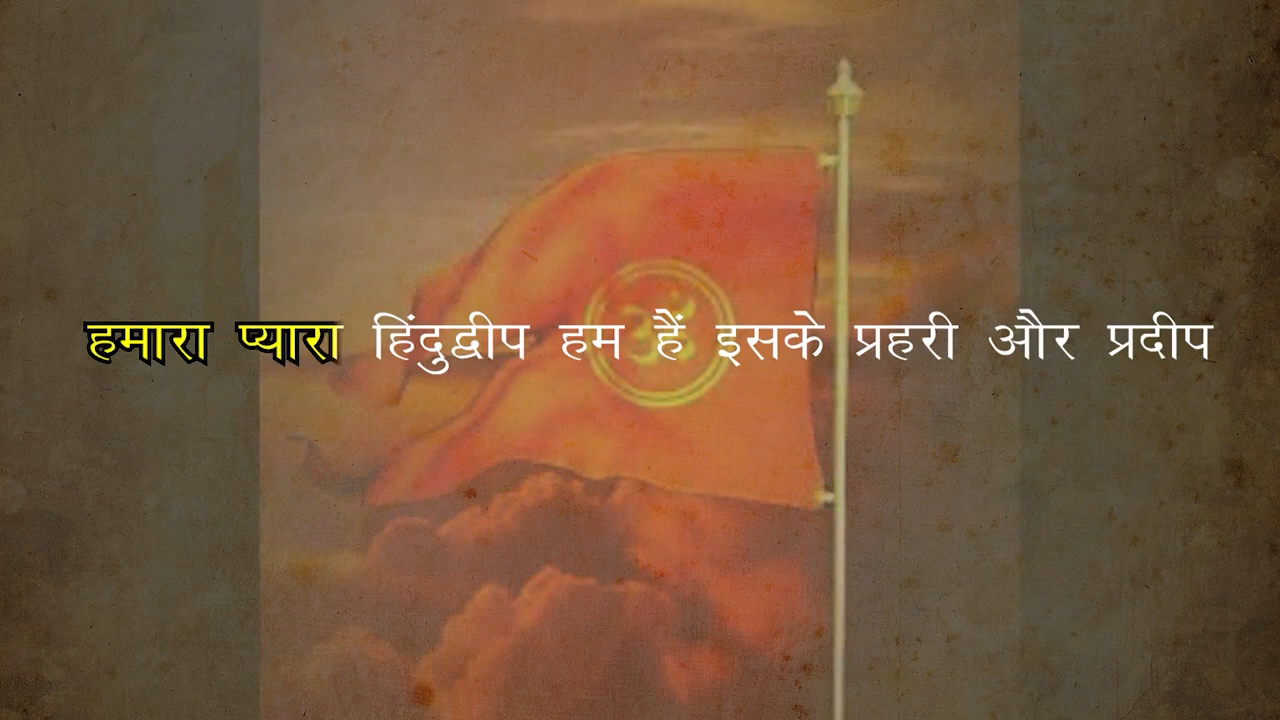 हमारा प्यारा हिंदुद्वीप हम हैं इसके प्रहरी और प्रदीप